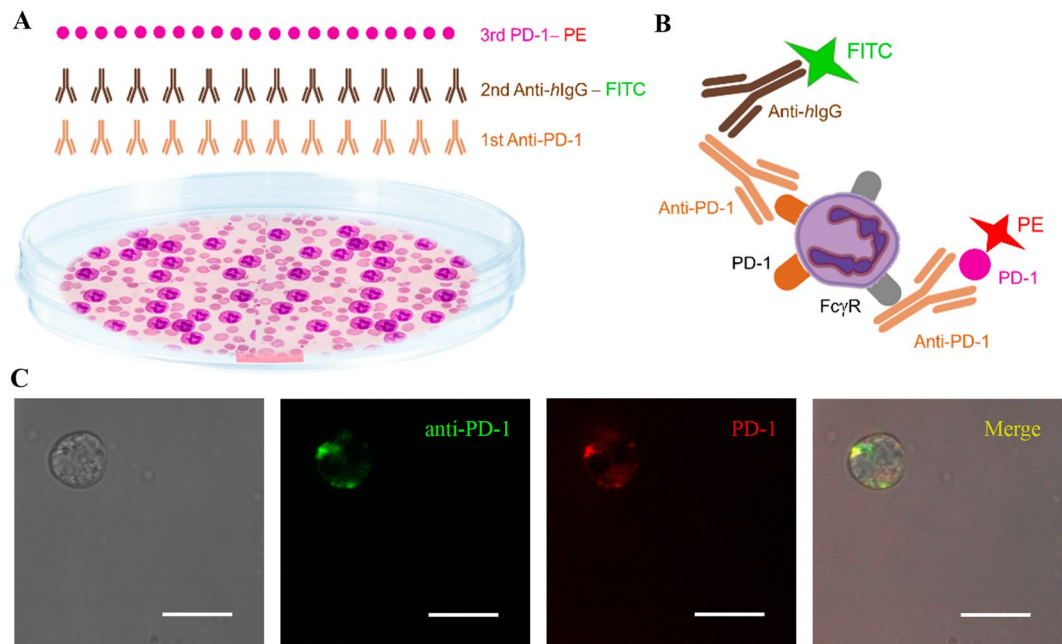 A
3rd PD-1– PE
2nd Anti-hIgG – FITC
1st Anti-PD-1
B
FITC
Anti-hIgG
Anti-PD-1
PD-1
FcγR
PE
PD-1
Anti-PD-1
C
anti-PD-1
PD-1
Merge